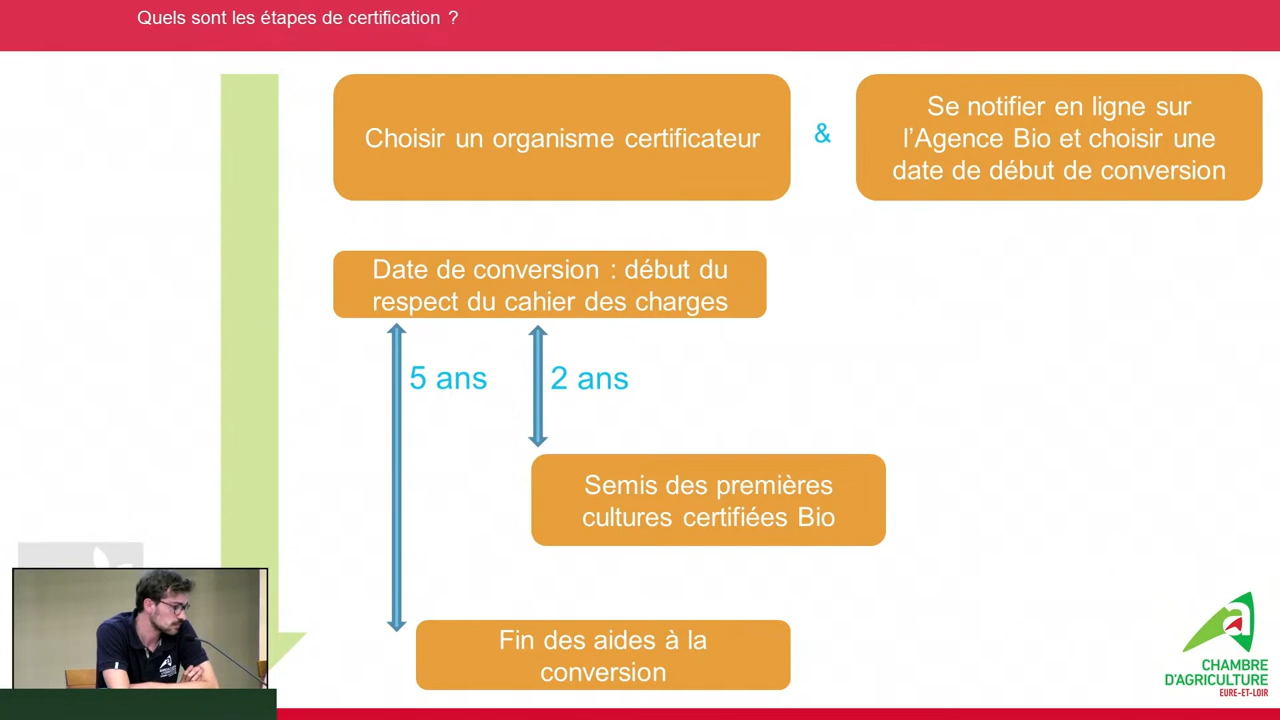 Quels sont les étapes de certification ?
Choisir un organisme certificateur
&
Se notifier en ligne sur
l’Agence Bio et choisir une
date de début de conversion
Date de conversion : début du
respect du cahier des charges
5 ans
2 ans
Semis des premières
cultures certifiées Bio
Fin des aides à la
conversion
CHAMBRE
D'AGRICULTURE
EURE-ET-LOIR